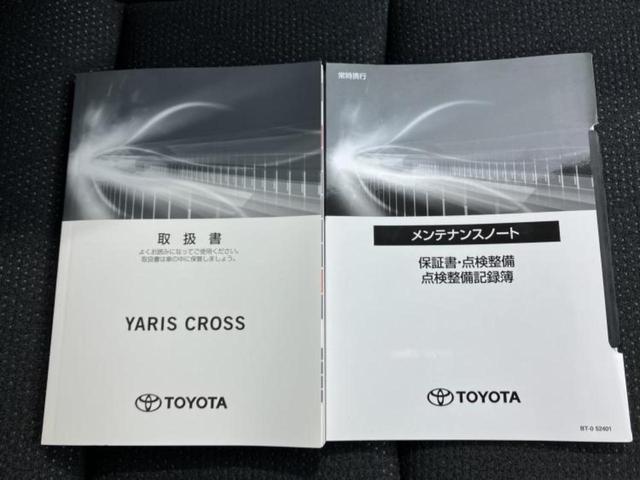 取扱書
よくお読みになってご使用ください。
取扱書は車の中に保管しましょう。
YARIS CROSS
TOYOTA
常時携行
メンテナンスノート
保証書・点検整備
点検整備記録簿
TOYOTA
BT-0 52401